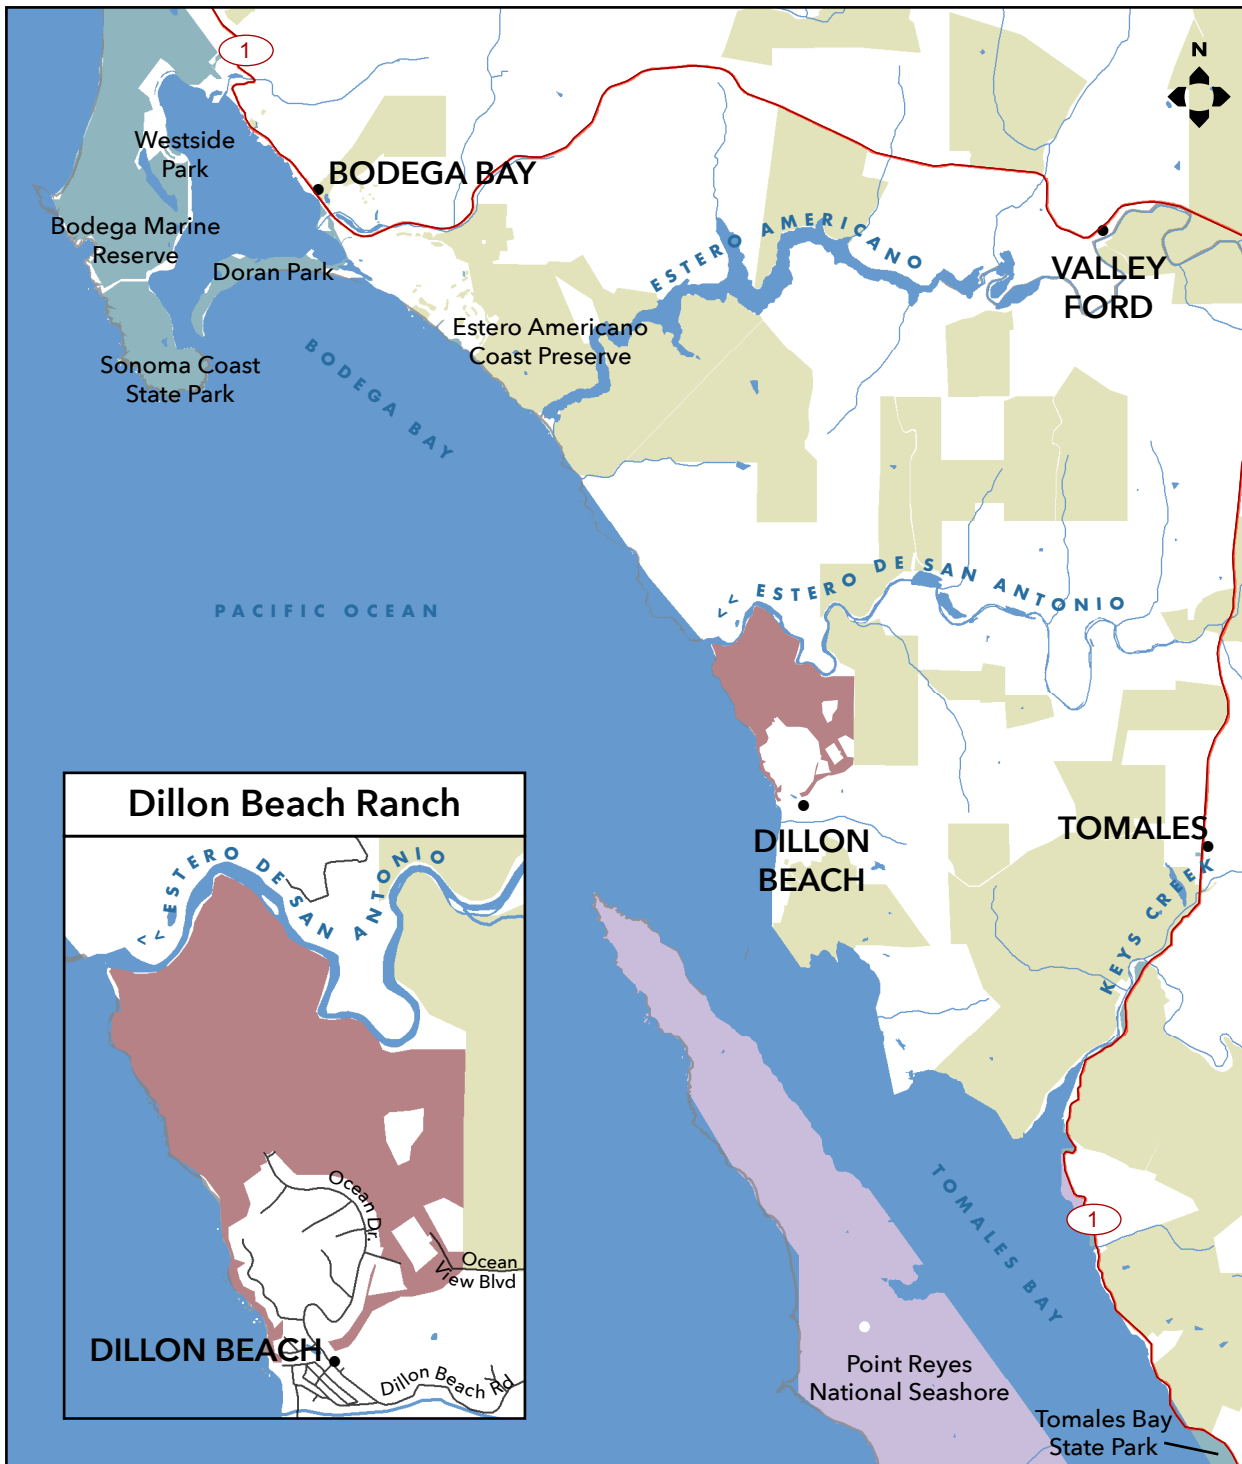 1
N
Westside
Park
BODEGA BAY
Bodega Marine
Reserve
Doran Park
ESTERO AMERICANO
VALLEY
FORD
Estero Americano
Coast Preserve
Sonoma Coast
State Park
BODEGA BAY
PACIFIC OCEAN
<< ESTERO DE SAN ANTONIO
DILLON
BEACH
TOMALES
KEYS CREEK
TOMALES BAY
1
Point Reyes
National Seashore
Tomales Bay
State Park
Dillon Beach Ranch
<< ESTERO DE SAN ANTONIO
Ocean Dr.
Ocean
View Blvd
DILLON BEACH
Dillon Beach Rd